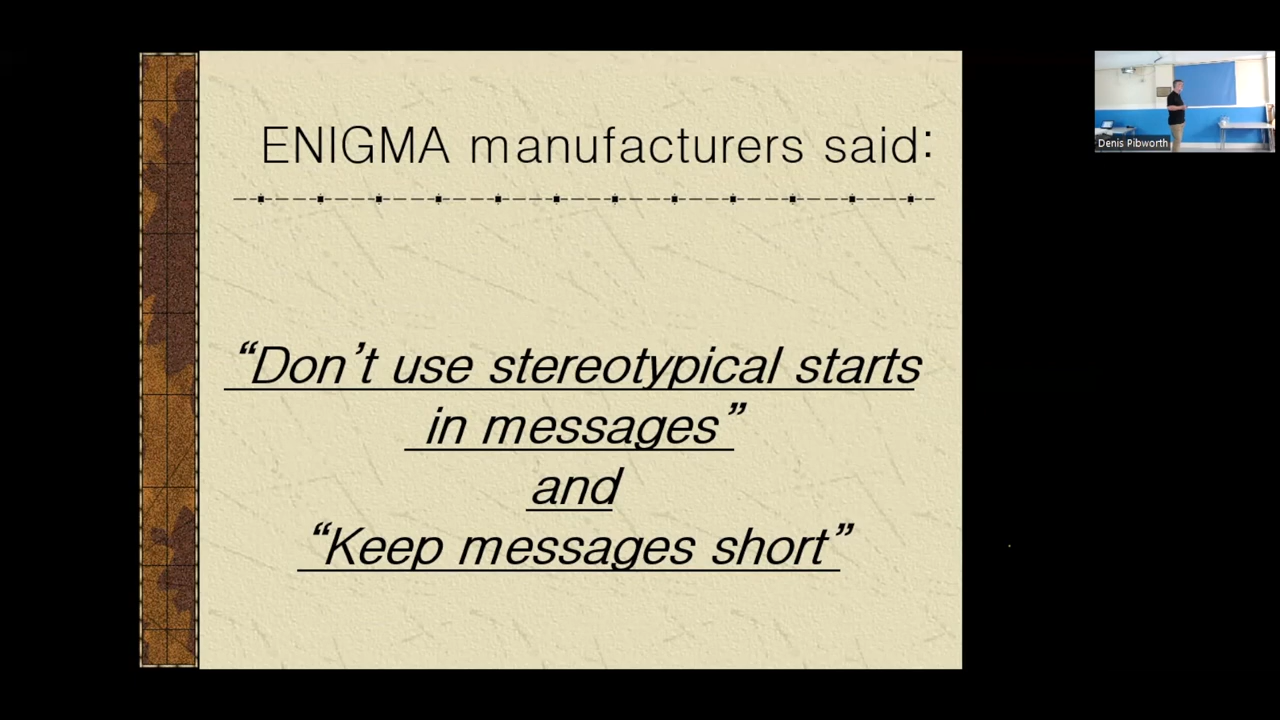 ENIGMA manufacturers said:
“Don’t use stereotypical starts
in messages”
and
“Keep messages short”
Denis Pibworth